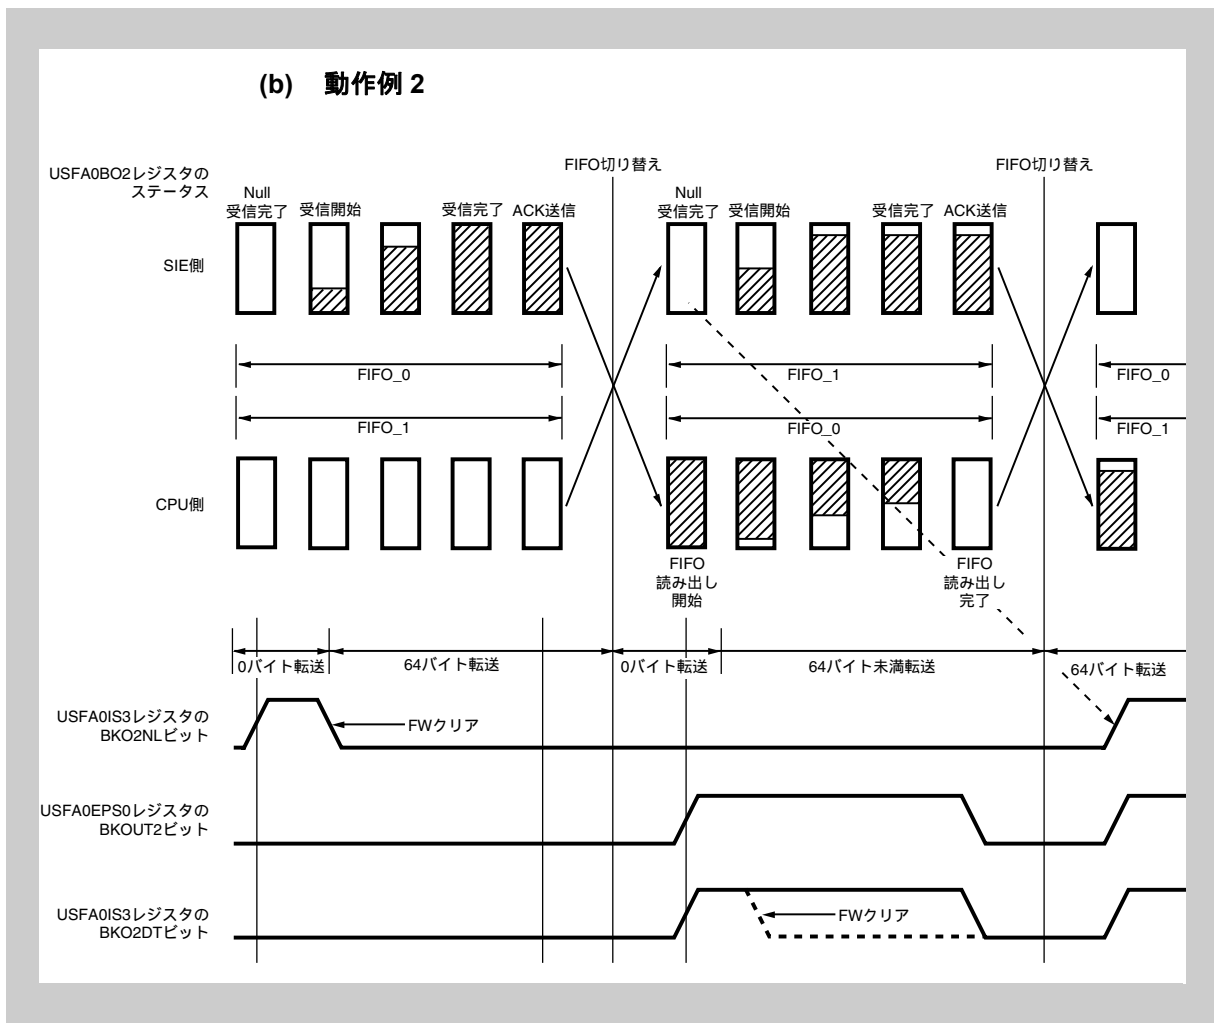 (b) 動作例 2
USFA0BO2レジスタの
ステータス
FIFO切り替え
FIFO切り替え
Null
受信完了
受信開始
受信完了
ACK送信
Null
受信完了
受信開始
受信完了
ACK送信
SIE側
FIFO_0
FIFO_1
FIFO_0
FIFO_1
FIFO_0
FIFO_1
CPU側
FIFO
読み出し
開始
FIFO
読み出し
完了
0バイト転送
64バイト転送
0バイト転送
64バイト未満転送
64バイト転送
USFA0IS3レジスタの
BKO2NLビット
FWクリア
USFA0EPS0レジスタの
BKOUT2ビット
USFA0IS3レジスタの
BKO2DTビット
FWクリア